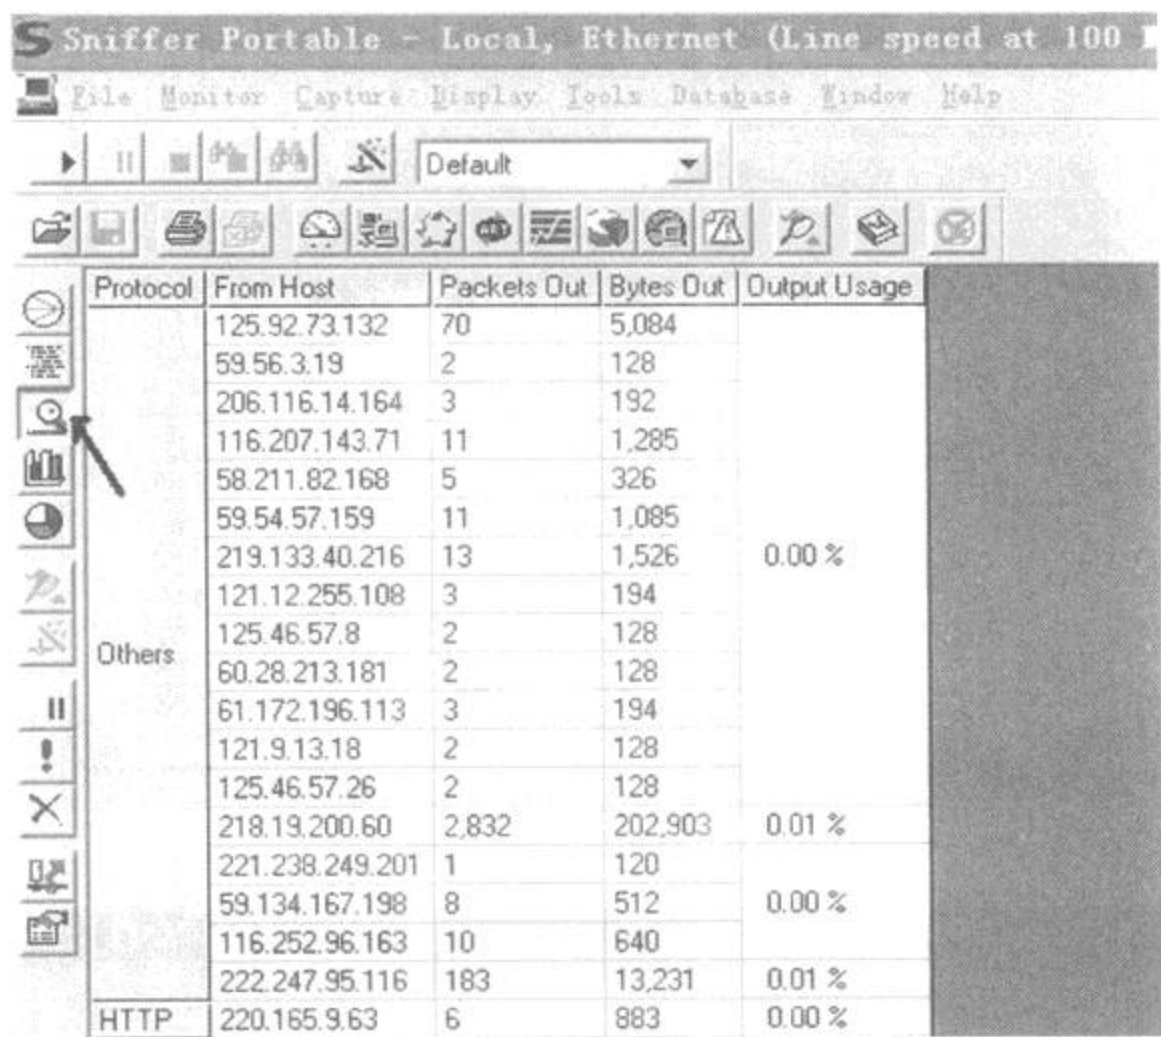 Sniffer Portable - Local, Ethernet (Line speed at 100
File Monitor Capture Display Tools Database Window Help
Default
Protocol From Host Packets Out Bytes Out Output Usage
125.92.73.132 70 5,084
59.56.3.19 2 128
206.116.14.164 3 192
116.207.143.71 11 1,285
58.211.82.168 5 326
59.54.57.159 11 1,085
219.133.40.216 13 1,526 0.00 %
121.12.255.108 3 194
125.46.57.8 2 128
Others
60.28.213.181 2 128
61.172.196.113 3 194
121.9.13.18 2 128
125.46.57.26 2 128
218.19.200.60 2,832 202,903 0.01 %
221.238.249.201 1 120
59.134.167.198 8 512 0.00 %
116.252.96.163 10 640
222.247.95.116 183 13,231 0.01 %
HTTP 220.165.9.63 6 883 0.00 %